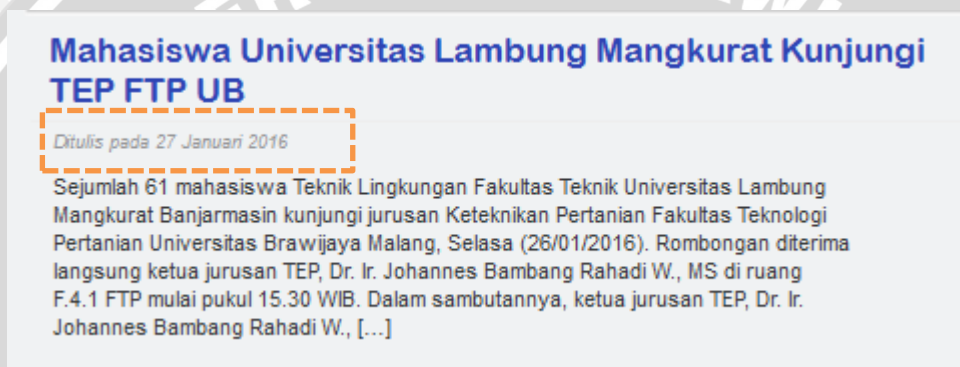 Mahasiswa Universitas Lambung Mangkurat Kunjungi
TEP FTP UB
Ditulis pada 27 Januari 2016
Sejumlah 61 mahasiswa Teknik Lingkungan Fakultas Teknik Universitas Lambung
Mangkurat Banjarmasin kunjungi jurusan Keteknikan Pertanian Fakultas Teknologi
Pertanian Universitas Brawijaya Malang, Selasa (26/01/2016). Rombongan diterima
langsung ketua jurusan TEP, Dr. Ir. Johannes Bambang Rahadi W., MS di ruang
F.4.1 FTP mulai pukul 15.30 WIB. Dalam sambutannya, ketua jurusan TEP, Dr. Ir.
Johannes Bambang Rahadi W., […]